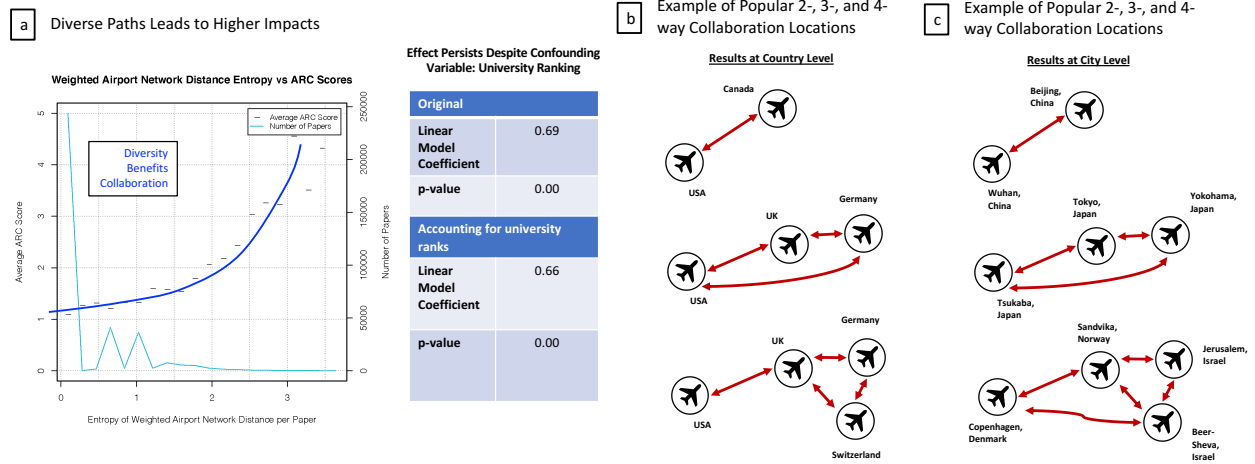 a
Diverse Paths Leads to Higher Impacts
Weighted Airport Network Distance Entropy vs ARC Scores
Average ARC Score
Number of Papers
Diversity
Benefits
Collaboration
Average ARC Score
0
1
2
3
4
5
0
50000
100000
150000
200000
250000
Number of Papers
0
1
2
3
Entropy of Weighted Airport Network Distance per Paper
Effect Persists Despite Confounding
Variable: University Ranking
Original
Linear
Model
Coefficient
0.69
p-value
0.00
Accounting for university
ranks
Linear
Model
Coefficient
0.66
p-value
0.00
b
Example of Popular 2-, 3-, and 4-
way Collaboration Locations
Results at Country Level
Canada
USA
UK
Germany
USA
UK
Germany
USA
Switzerland
c
Example of Popular 2-, 3-, and 4-
way Collaboration Locations
Results at City Level
Beijing,
China
Wuhan,
China
Tokyo,
Japan
Yokohama,
Japan
Tsukaba,
Japan
Sandvika,
Norway
Jerusalem,
Israel
Copenhagen,
Denmark
Beer-
Sheva,
Israel